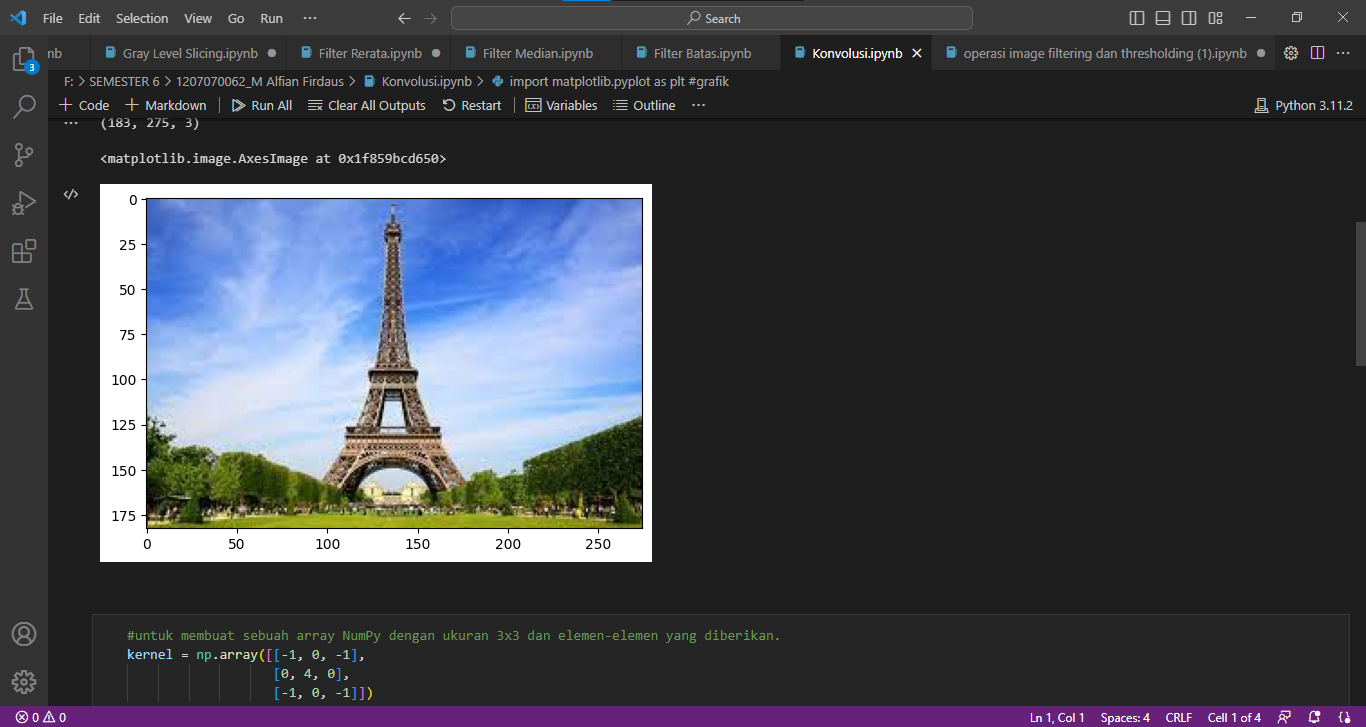 File Edit Selection View Go Run ··· Search
nb Gray Level Slicing.ipynb Filter Rerata.ipynb Filter Median.ipynb Filter Batas.ipynb Konvolusi.ipynb operasi image filtering dan thresholding (1).ipynb ···
3
F: > SEMESTER 6 > 1207070062_M Alfian Firdaus > Konvolusi.ipynb > import matplotlib.pyplot as plt #grafik
+ Code + Markdown Run All Clear All Outputs Restart Variables Outline ··· Python 3.11.2
··· (183, 275, 3)
<matplotlib.image.AxesImage at 0x1f859bcd650>
0
25
50
75
100
125
150
175
0 50 100 150 200 250
#untuk membuat sebuah array NumPy dengan ukuran 3x3 dan elemen-elemen yang diberikan.
kernel = np.array([[-1, 0, -1],
[0, 4, 0],
[-1, 0, -1]])
0 0 Ln 1, Col 1 Spaces: 4 CRLF Cell 1 of 4